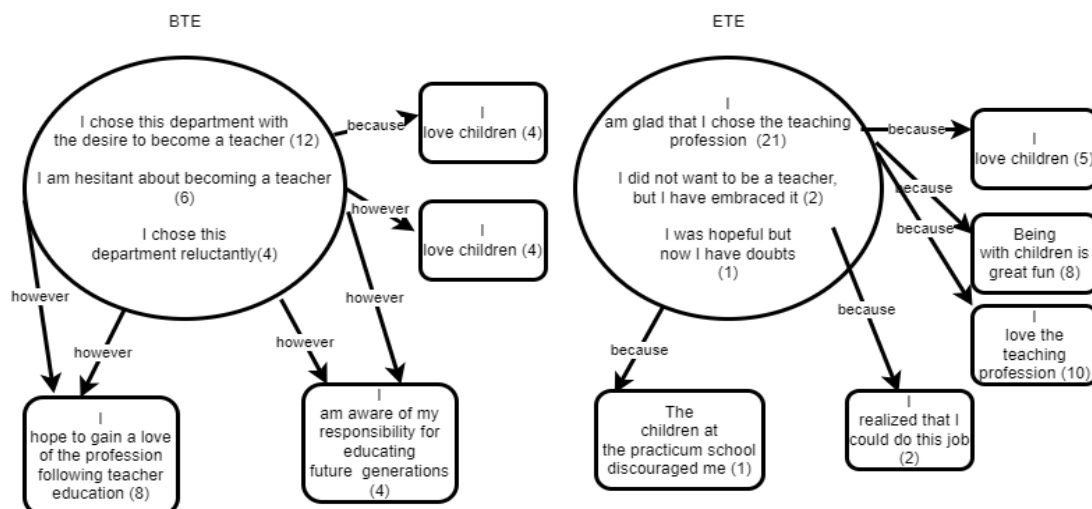 BTE
I chose this department with
the desire to become a teacher (12)
I am hesitant about becoming a teacher
(6)
I chose this
department reluctantly(4)
because
I
love children (4)
however
I
love children (4)
however
however
however
however
I
hope to gain a love
of the profession
following teacher
education (8)
I
am aware of my
responsibility for
educating
future generations
(4)
ETE
I
am glad that I chose the teaching
profession (21)
I did not want to be a teacher,
but I have embraced it (2)
I was hopeful but
now I have doubts
(1)
because
I
love children (5)
because
Being
with children is
great fun (8)
because
I
love the
teaching
profession (10)
because
The
children at
the practicum school
discouraged me (1)
because
I
realized that I
could do this job
(2)